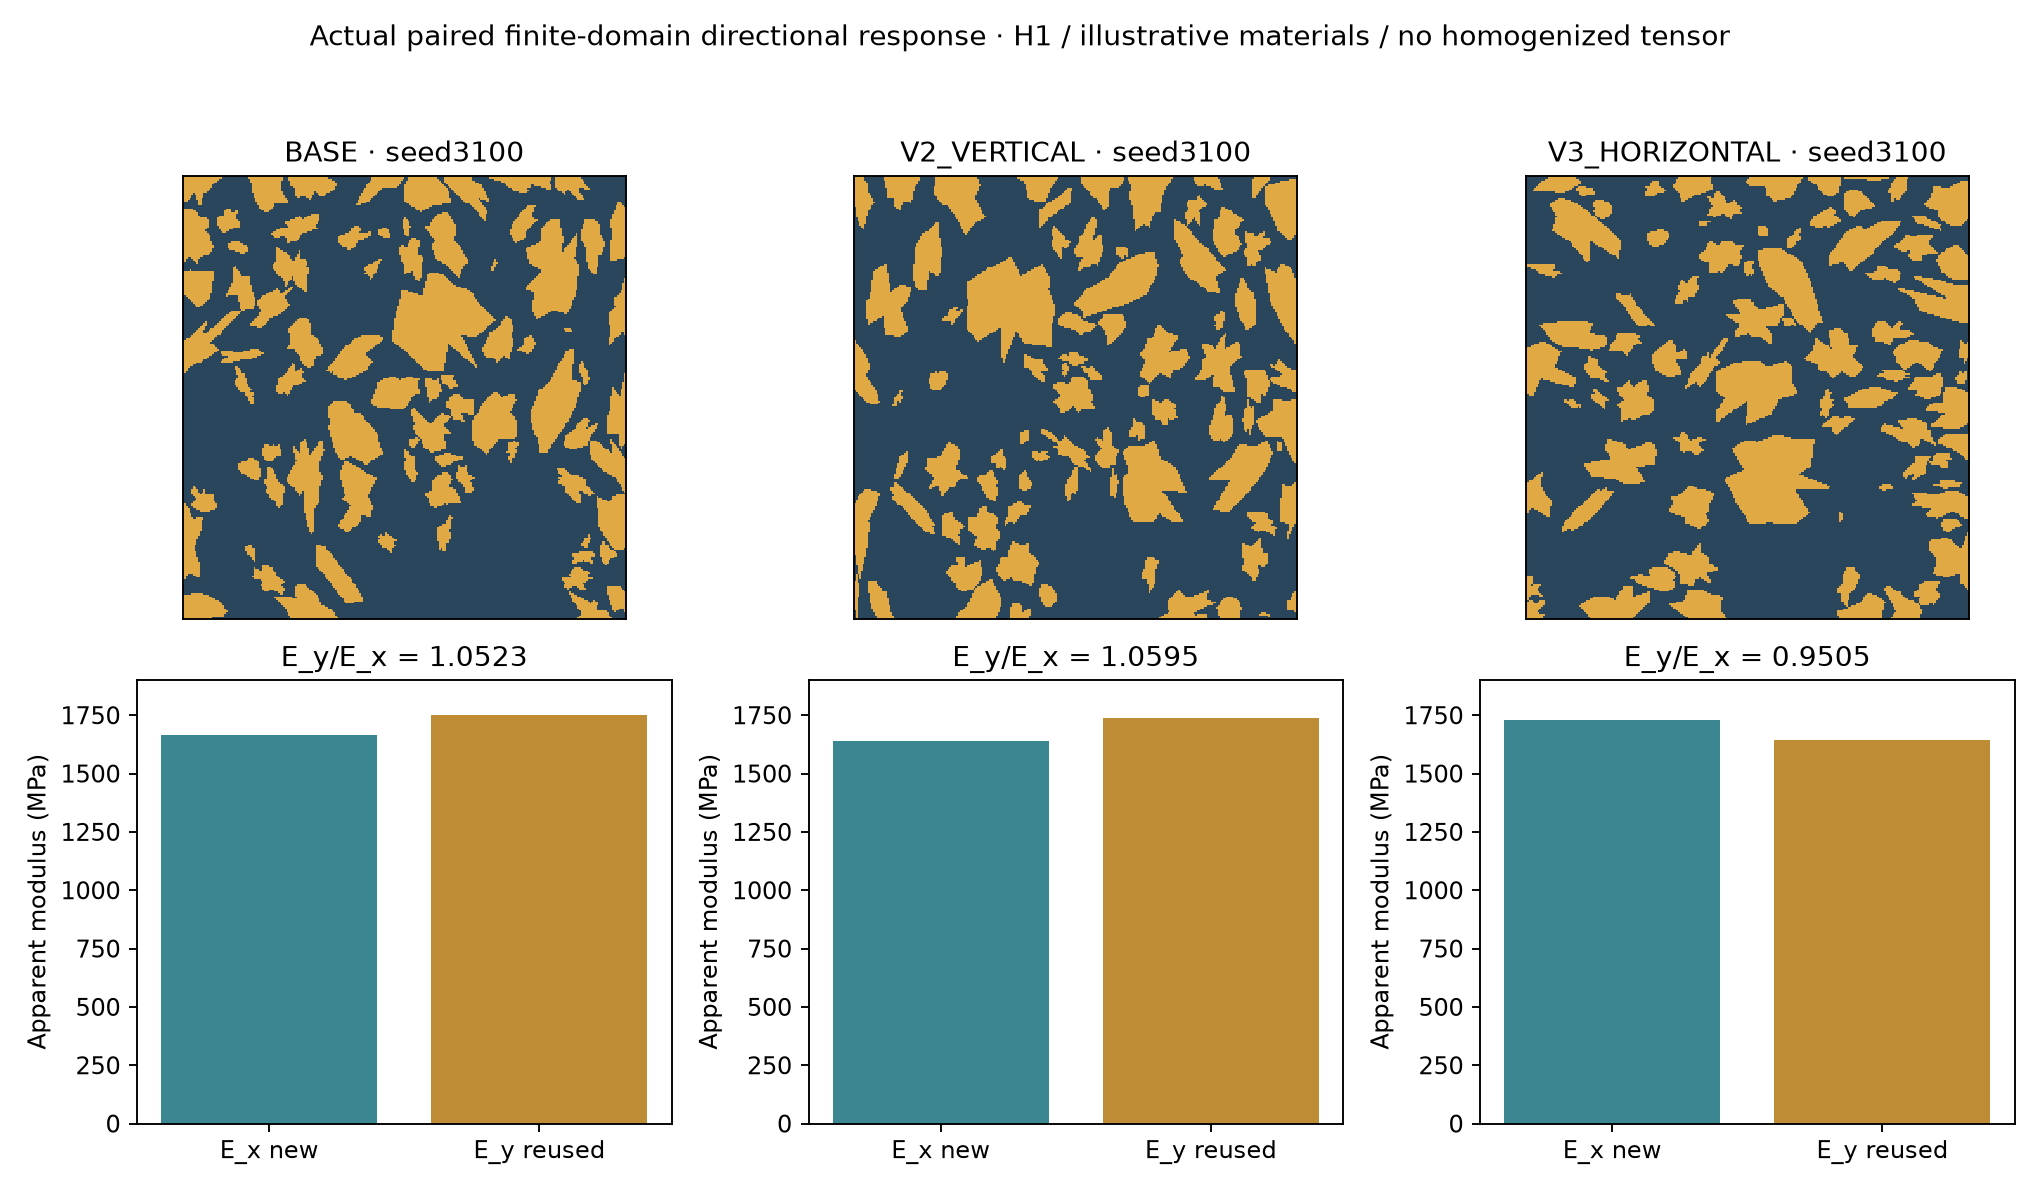 Actual paired finite-domain directional response · H1 / illustrative materials / no homogenized tensor
BASE · seed3100
V2_VERTICAL · seed3100
V3_HORIZONTAL · seed3100
E_y/E_x = 1.0523
Apparent modulus (MPa)
1750
1500
1250
1000
750
500
250
0
E_x new
E_y reused
E_y/E_x = 1.0595
Apparent modulus (MPa)
1750
1500
1250
1000
750
500
250
0
E_x new
E_y reused
E_y/E_x = 0.9505
Apparent modulus (MPa)
1750
1500
1250
1000
750
500
250
0
E_x new
E_y reused